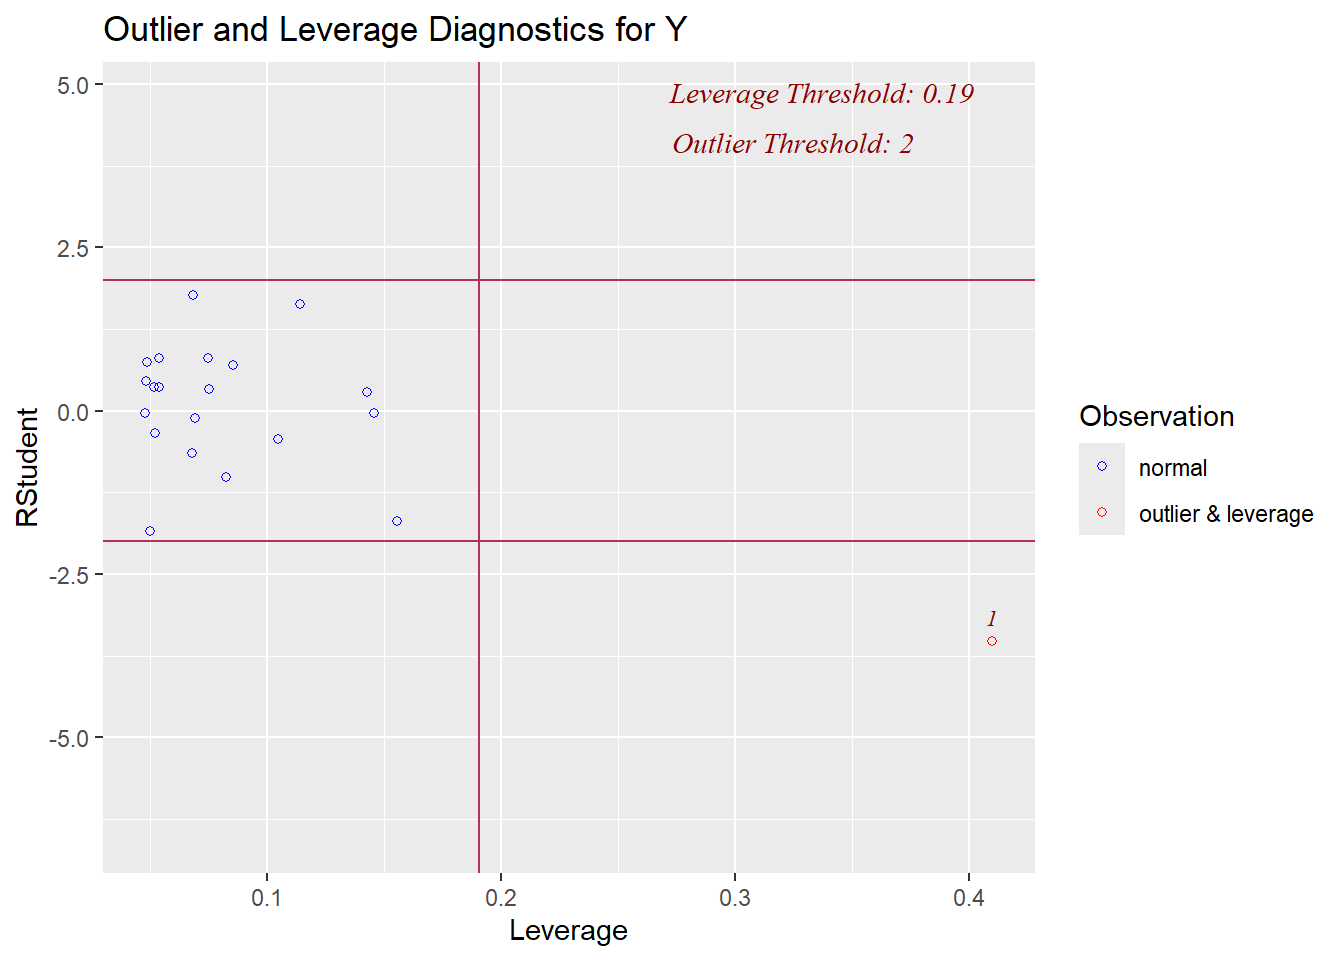 Outlier and Leverage Diagnostics for Y
5.0
2.5
0.0
-2.5
-5.0
RStudent
Leverage Threshold: 0.19
Outlier Threshold: 2
1
0.1
0.2
0.3
0.4
Leverage
Observation
normal
outlier & leverage